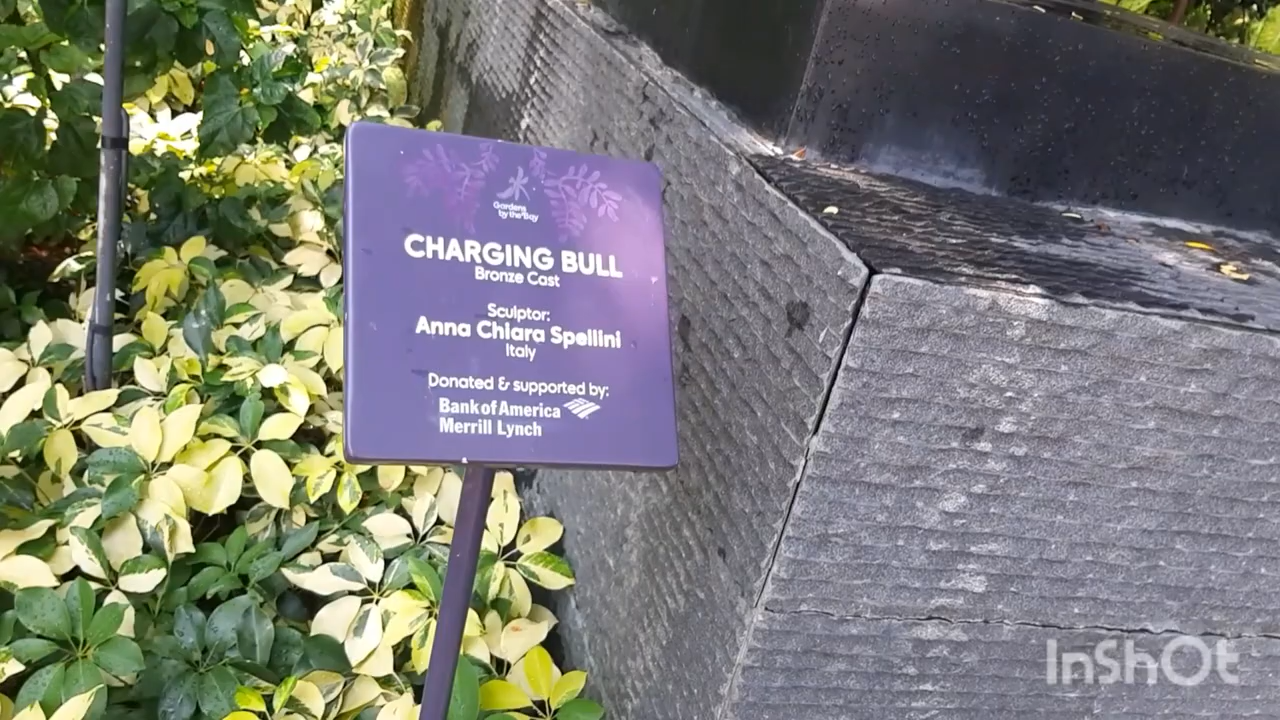 Gardens
by the Bay
CHARGING BULL
Bronze Cast
Sculptor:
Anna Chiara Spellini
Italy
Donated & supported by:
Bank of America
Merrill Lynch
InShOt